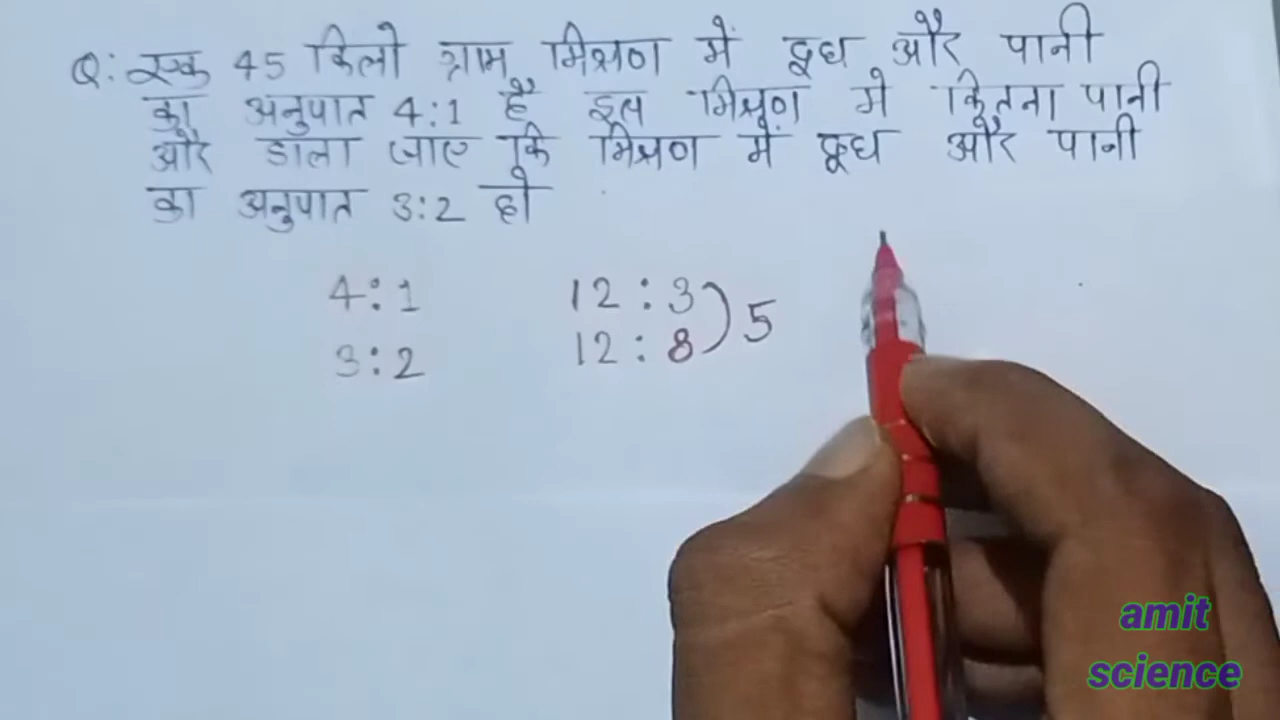 Q: एक 45 किलो ग्राम मिश्रण में दूध और पानी
का अनुपात 4:1 है इस मिश्रण मे कितना पानी
और डाला जाए कि मिश्रण में दूध और पानी
का अनुपात 3:2 हो
4:1 12:3
3:2 12:8 ) 5
amit
science